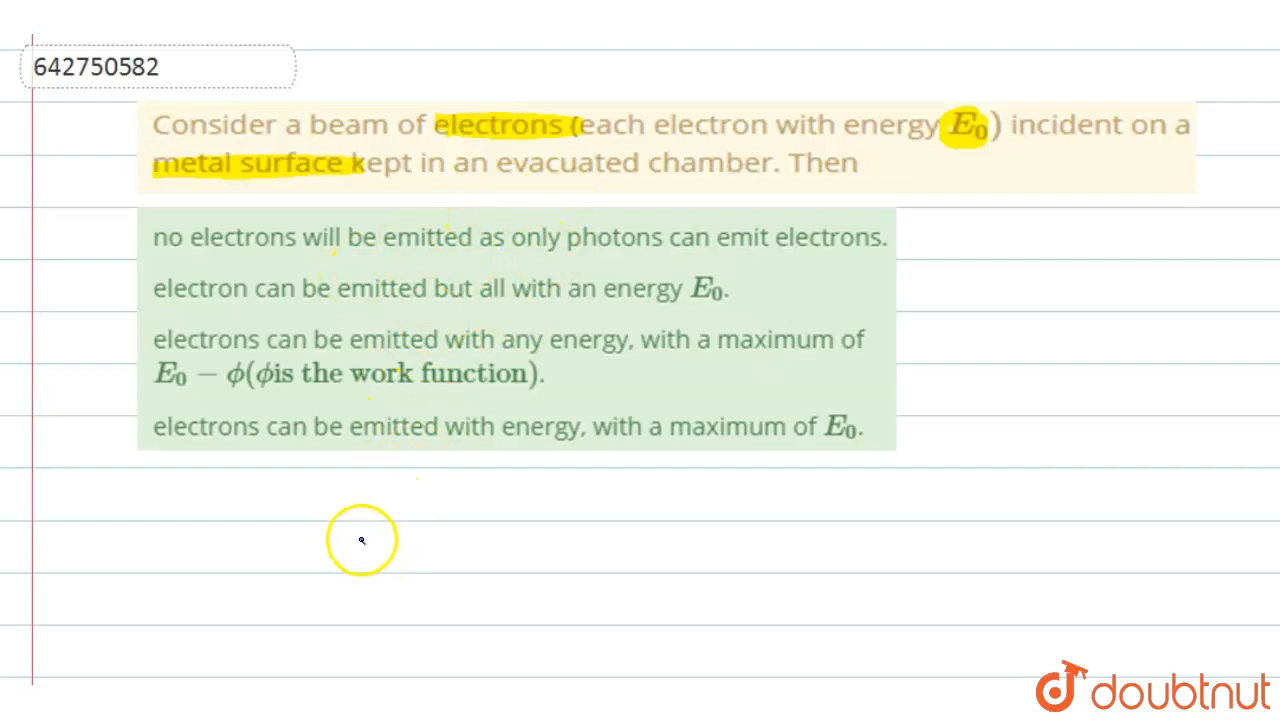 642750582
Consider a beam of electrons (each electron with energy E₀) incident on a
metal surface kept in an evacuated chamber. Then
no electrons will be emitted as only photons can emit electrons.
electron can be emitted but all with an energy E₀.
electrons can be emitted with any energy, with a maximum of
E₀ − ϕ(ϕis the work function).
electrons can be emitted with energy, with a maximum of E₀.
doubtnut